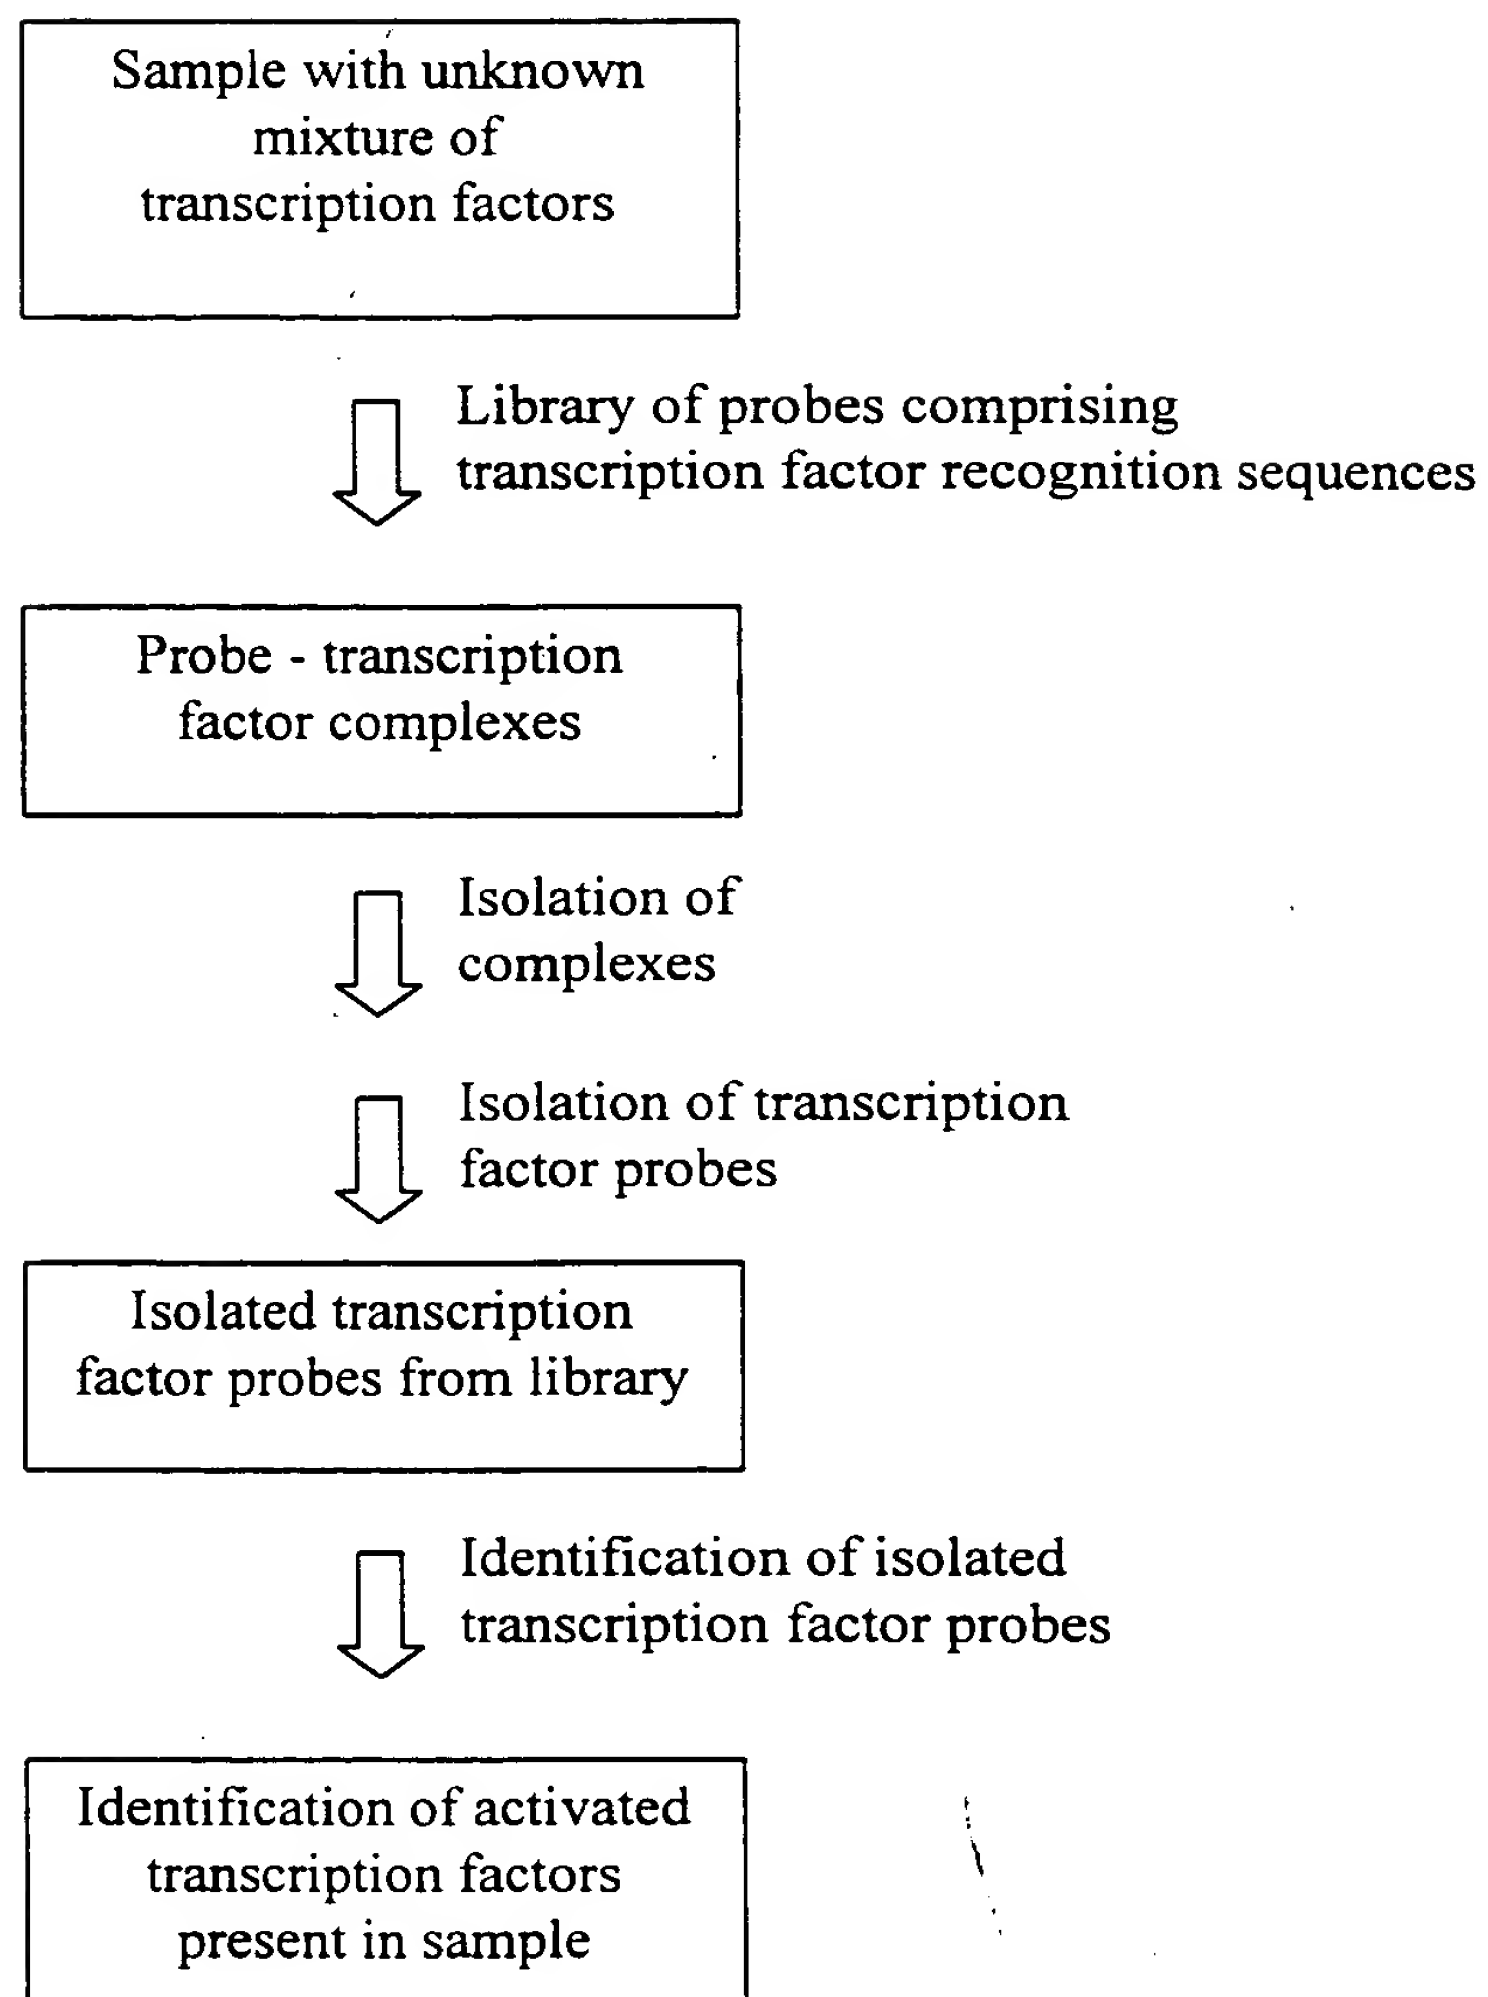 Sample with unknown
mixture of
transcription factors
Library of probes comprising
transcription factor recognition sequences
Probe - transcription
factor complexes
Isolation of
complexes
Isolation of transcription
factor probes
Isolated transcription
factor probes from library
Identification of isolated
transcription factor probes
Identification of activated
transcription factors
present in sample